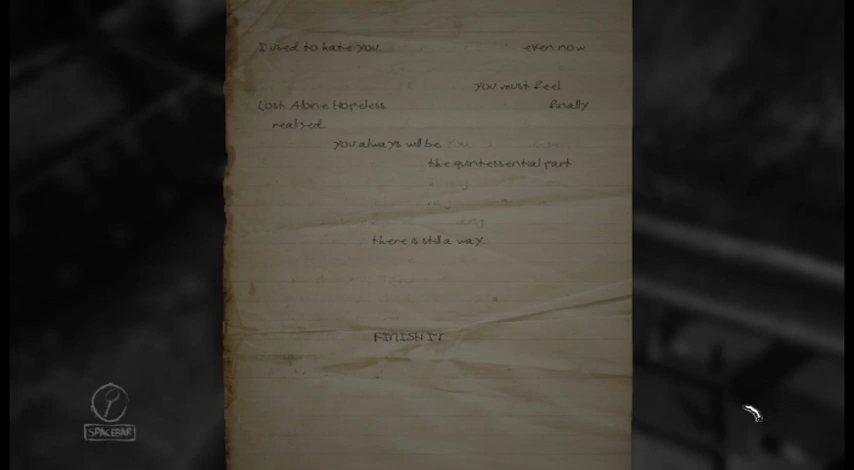 I used to hate you even now
you must feel
Lost Alone Hopeless finally
realised
you always will be
the quintessential part
there is still a way.
FINISH IT
SPACEBAR